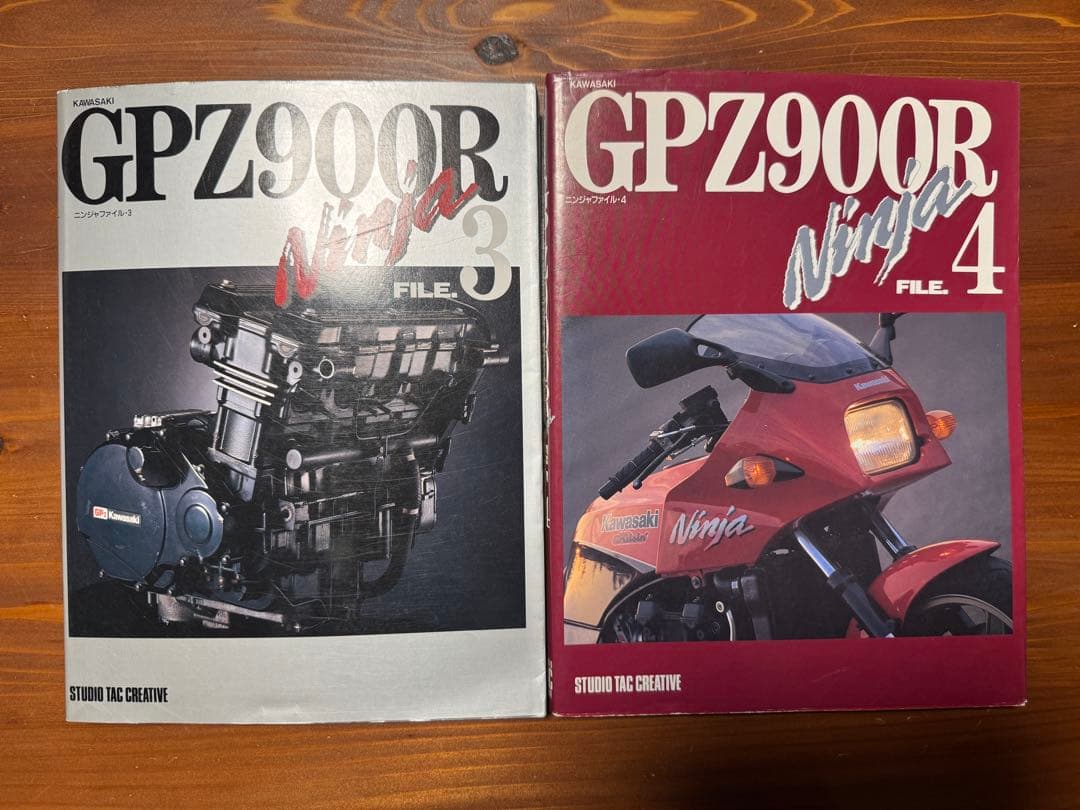 KAWASAKI
GPZ900R
ニンジャファイル・3
Ninja
FILE. 3
GPz Kawasaki
STUDIO TAC CREATIVE
KAWASAKI
GPZ900R
ニンジャファイル・4
Ninja
FILE. 4
Kawasaki
Kawasaki
Ninja
STUDIO TAC CREATIVE